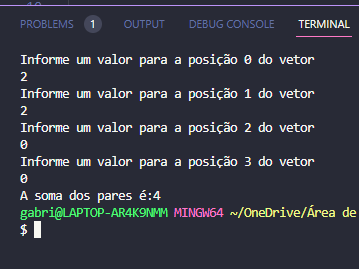 PROBLEMS 1 OUTPUT DEBUG CONSOLE TERMINAL
Informe um valor para a posição 0 do vetor
2
Informe um valor para a posição 1 do vetor
2
Informe um valor para a posição 2 do vetor
0
Informe um valor para a posição 3 do vetor
0
A soma dos pares é:4
gabri@LAPTOP-AR4K9NMM MINGW64 ~/OneDrive/Área de
$